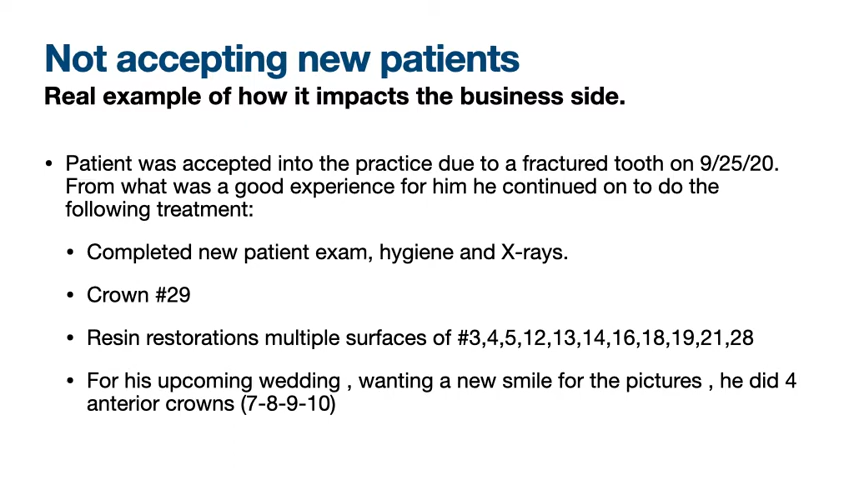 Not accepting new patients
Real example of how it impacts the business side.
• Patient was accepted into the practice due to a fractured tooth on 9/25/20.
From what was a good experience for him he continued on to do the
following treatment:
• Completed new patient exam, hygiene and X-rays.
• Crown #29
• Resin restorations multiple surfaces of #3,4,5,12,13,14,16,18,19,21,28
• For his upcoming wedding , wanting a new smile for the pictures , he did 4
anterior crowns (7-8-9-10)